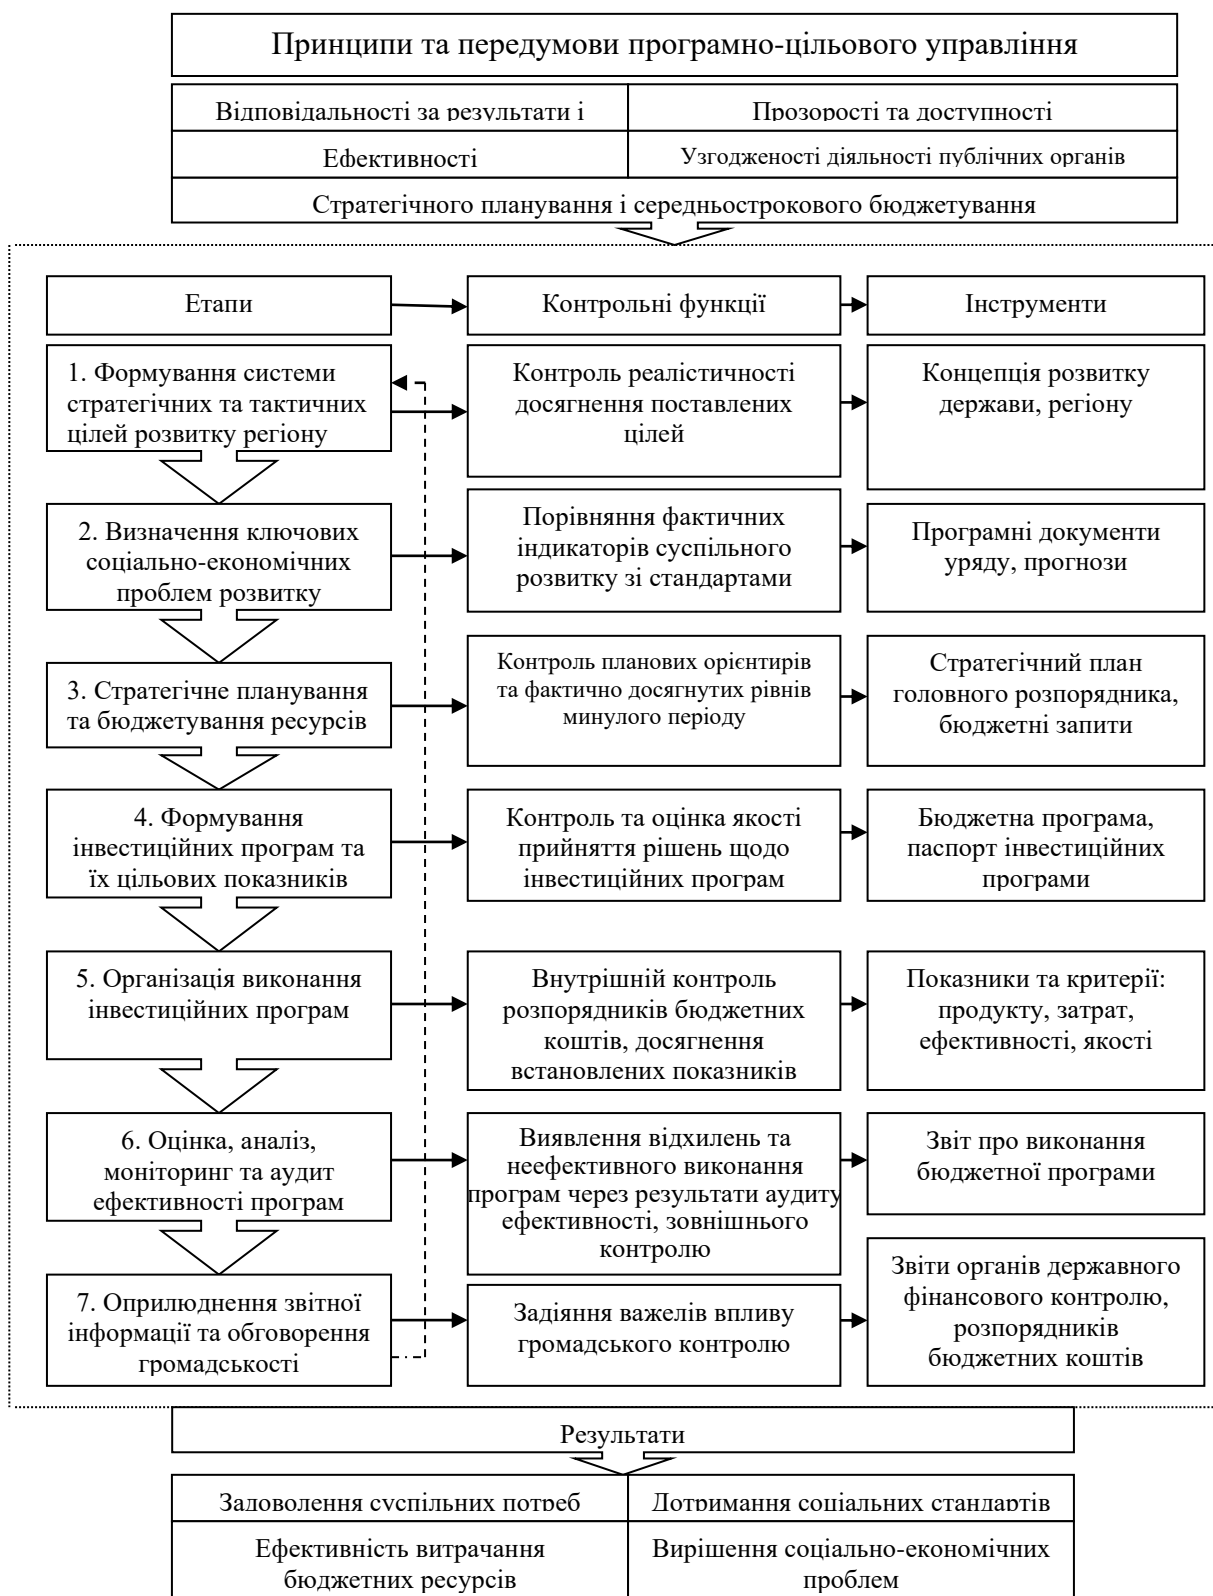 Принципи та передумови програмно-цільового управління
Відповідальності за результати і
Прозорості та доступності
Ефективності
Узгодженості діяльності публічних органів
Стратегічного планування і середньострокового бюджетування
Етапи
Контрольні функції
Інструменти
1. Формування системи
стратегічних та тактичних
цілей розвитку регіону
Контроль реалістичності
досягнення поставлених
цілей
Концепція розвитку
держави, регіону
2. Визначення ключових
соціально-економічних
проблем розвитку
Порівняння фактичних
індикаторів суспільного
розвитку зі стандартами
Програмні документи
уряду, прогнози
3. Стратегічне планування
та бюджетування ресурсів
Контроль планових орієнтирів
та фактично досягнутих рівнів
минулого періоду
Стратегічний план
головного розпорядника,
бюджетні запити
4. Формування
інвестиційних програм та
їх цільових показників
Контроль та оцінка якості
прийняття рішень щодо
інвестиційних програм
Бюджетна програма,
паспорт інвестиційних
програми
5. Організація виконання
інвестиційних програм
Внутрішній контроль
розпорядників бюджетних
коштів, досягнення
встановлених показників
Показники та критерії:
продукту, затрат,
ефективності, якості
6. Оцінка, аналіз,
моніторинг та аудит
ефективності програм
Виявлення відхилень та
неефективного виконання
програм через результати аудиту
ефективності, зовнішнього
контролю
Звіт про виконання
бюджетної програми
7. Оприлюднення звітної
інформації та обговорення
громадськості
Задіяння важелів впливу
громадського контролю
Звіти органів державного
фінансового контролю,
розпорядників
бюджетних коштів
Результати
Задоволення суспільних потреб
Дотримання соціальних стандартів
Ефективність витрачання
бюджетних ресурсів
Вирішення соціально-економічних
проблем